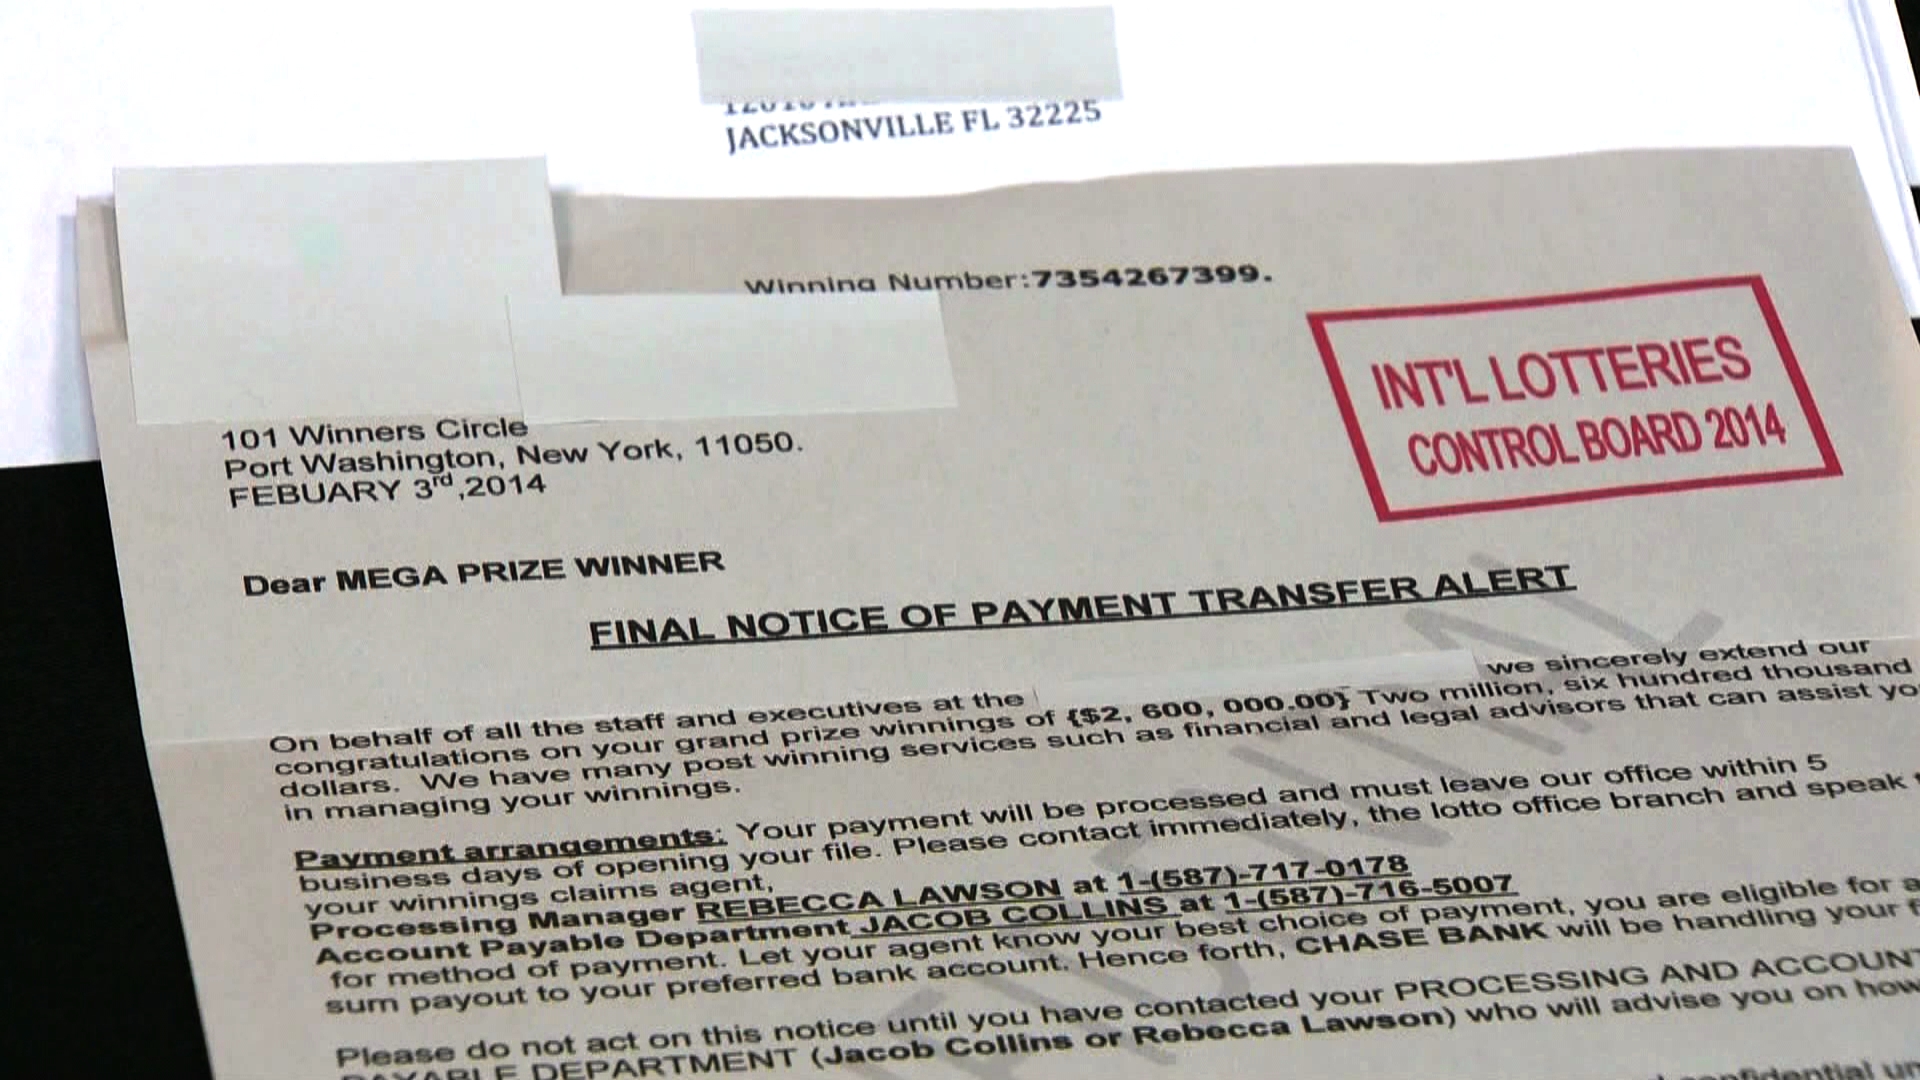 JACKSONVILLE FL 32225
Winning Number:7354267399.
INT'L LOTTERIES
CONTROL BOARD 2014
101 Winners Circle
Port Washington, New York, 11050.
FEBUARY 3rd,2014
Dear MEGA PRIZE WINNER
FINAL NOTICE OF PAYMENT TRANSFER ALERT
On behalf of all the staff and executives at the we sincerely extend our
congratulations on your grand prize winnings of {$2, 600, 000.00} Two million, six hundred thousand
dollars. We have many post winning services such as financial and legal advisors that can assist
in managing your winnings.
Payment arrangements: Your payment will be processed and must leave our office within 5
business days of opening your file. Please contact immediately, the lotto office branch and speak
your winnings claims agent,
Processing Manager REBECCA LAWSON at 1-(587)-717-0178
Account Payable Department JACOB COLLINS at 1-(587)-716-5007
for method of payment. Let your agent know your best choice of payment, you are eligible for
sum payout to your preferred bank account. Hence forth, CHASE BANK will be handling your
Please do not act on this notice until you have contacted your PROCESSING AND
PAYABLE DEPARTMENT (Jacob Collins or Rebecca Lawson) who will advise you on how